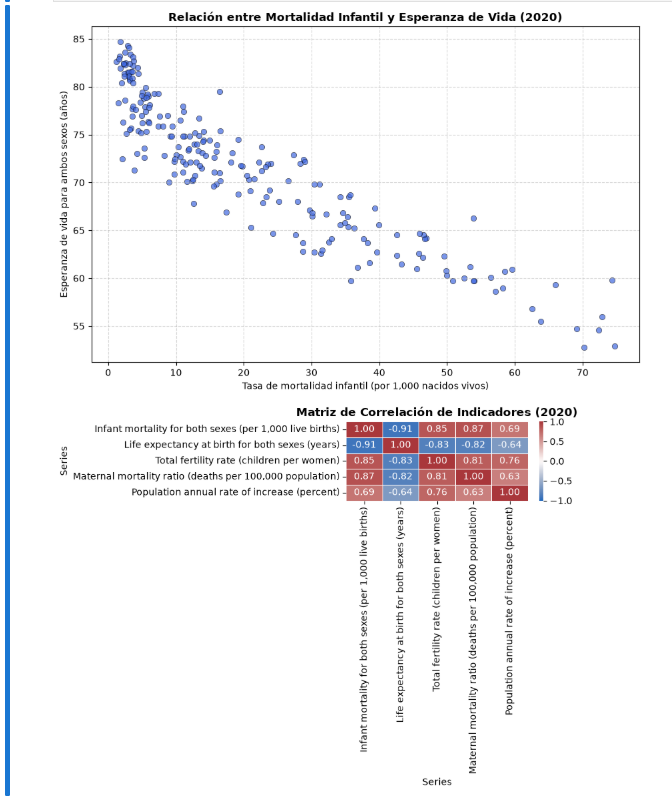 Relación entre Mortalidad Infantil y Esperanza de Vida (2020)
Esperanza de vida para ambos sexos (años)
85
80
75
70
65
60
55
0 10 20 30 40 50 60 70
Tasa de mortalidad infantil (por 1,000 nacidos vivos)
Matriz de Correlación de Indicadores (2020)
Series
Infant mortality for both sexes (per 1,000 live births) 1.00 -0.91 0.85 0.87 0.69
Life expectancy at birth for both sexes (years) -0.91 1.00 -0.83 -0.82 -0.64
Total fertility rate (children per women) 0.85 -0.83 1.00 0.81 0.76
Maternal mortality ratio (deaths per 100,000 population) 0.87 -0.82 0.81 1.00 0.63
Population annual rate of increase (percent) 0.69 -0.64 0.76 0.63 1.00
1.0
0.5
0.0
−0.5
−1.0
Infant mortality for both sexes (per 1,000 live births)
Life expectancy at birth for both sexes (years)
Total fertility rate (children per women)
Maternal mortality ratio (deaths per 100,000 population)
Population annual rate of increase (percent)
Series